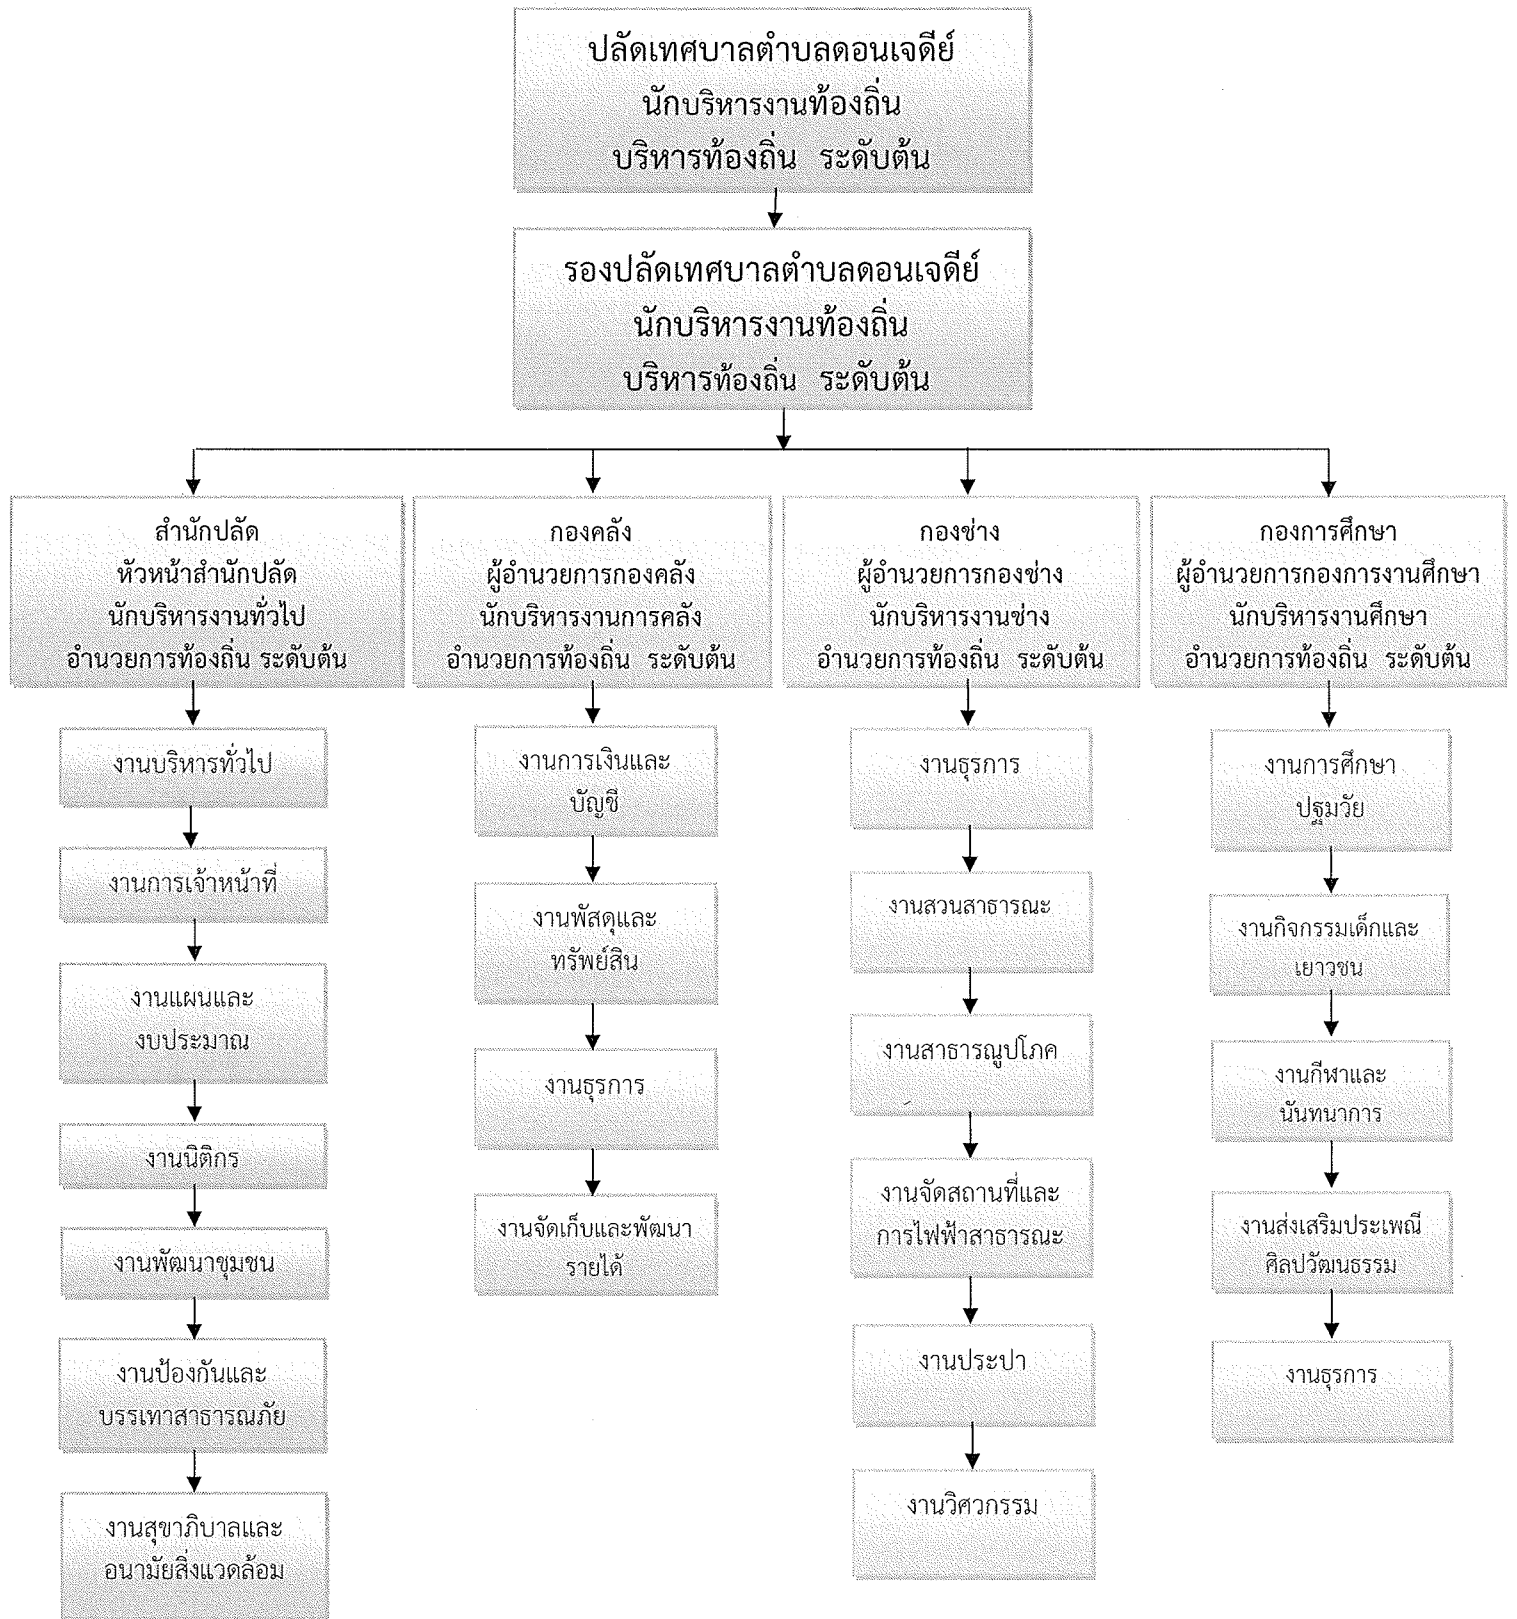 ปลัดเทศบาลตำบลดอนเจดีย์
นักบริหารงานท้องถิ่น
บริหารท้องถิ่น ระดับต้น
รองปลัดเทศบาลตำบลดอนเจดีย์
นักบริหารงานท้องถิ่น
บริหารท้องถิ่น ระดับต้น
สำนักปลัด
หัวหน้าสำนักปลัด
นักบริหารงานทั่วไป
อำนวยการท้องถิ่น ระดับต้น
งานบริหารทั่วไป
งานการเจ้าหน้าที่
งานแผนและ
งบประมาณ
งานนิติกร
งานพัฒนาชุมชน
งานป้องกันและ
บรรเทาสาธารณภัย
งานสุขาภิบาลและ
อนามัยสิ่งแวดล้อม
กองคลัง
ผู้อำนวยการกองคลัง
นักบริหารงานการคลัง
อำนวยการท้องถิ่น ระดับต้น
งานการเงินและ
บัญชี
งานพัสดุและ
ทรัพย์สิน
งานธุรการ
งานจัดเก็บและพัฒนา
รายได้
กองช่าง
ผู้อำนวยการกองช่าง
นักบริหารงานช่าง
อำนวยการท้องถิ่น ระดับต้น
งานธุรการ
งานสวนสาธารณะ
งานสาธารณูปโภค
งานจัดสถานที่และ
การไฟฟ้าสาธารณะ
งานประปา
งานวิศวกรรม
กองการศึกษา
ผู้อำนวยการกองการงานศึกษา
นักบริหารงานศึกษา
อำนวยการท้องถิ่น ระดับต้น
งานการศึกษา
ปฐมวัย
งานกิจกรรมเด็กและ
เยาวชน
งานกีฬาและ
นันทนาการ
งานส่งเสริมประเพณี
ศิลปวัฒนธรรม
งานธุรการ